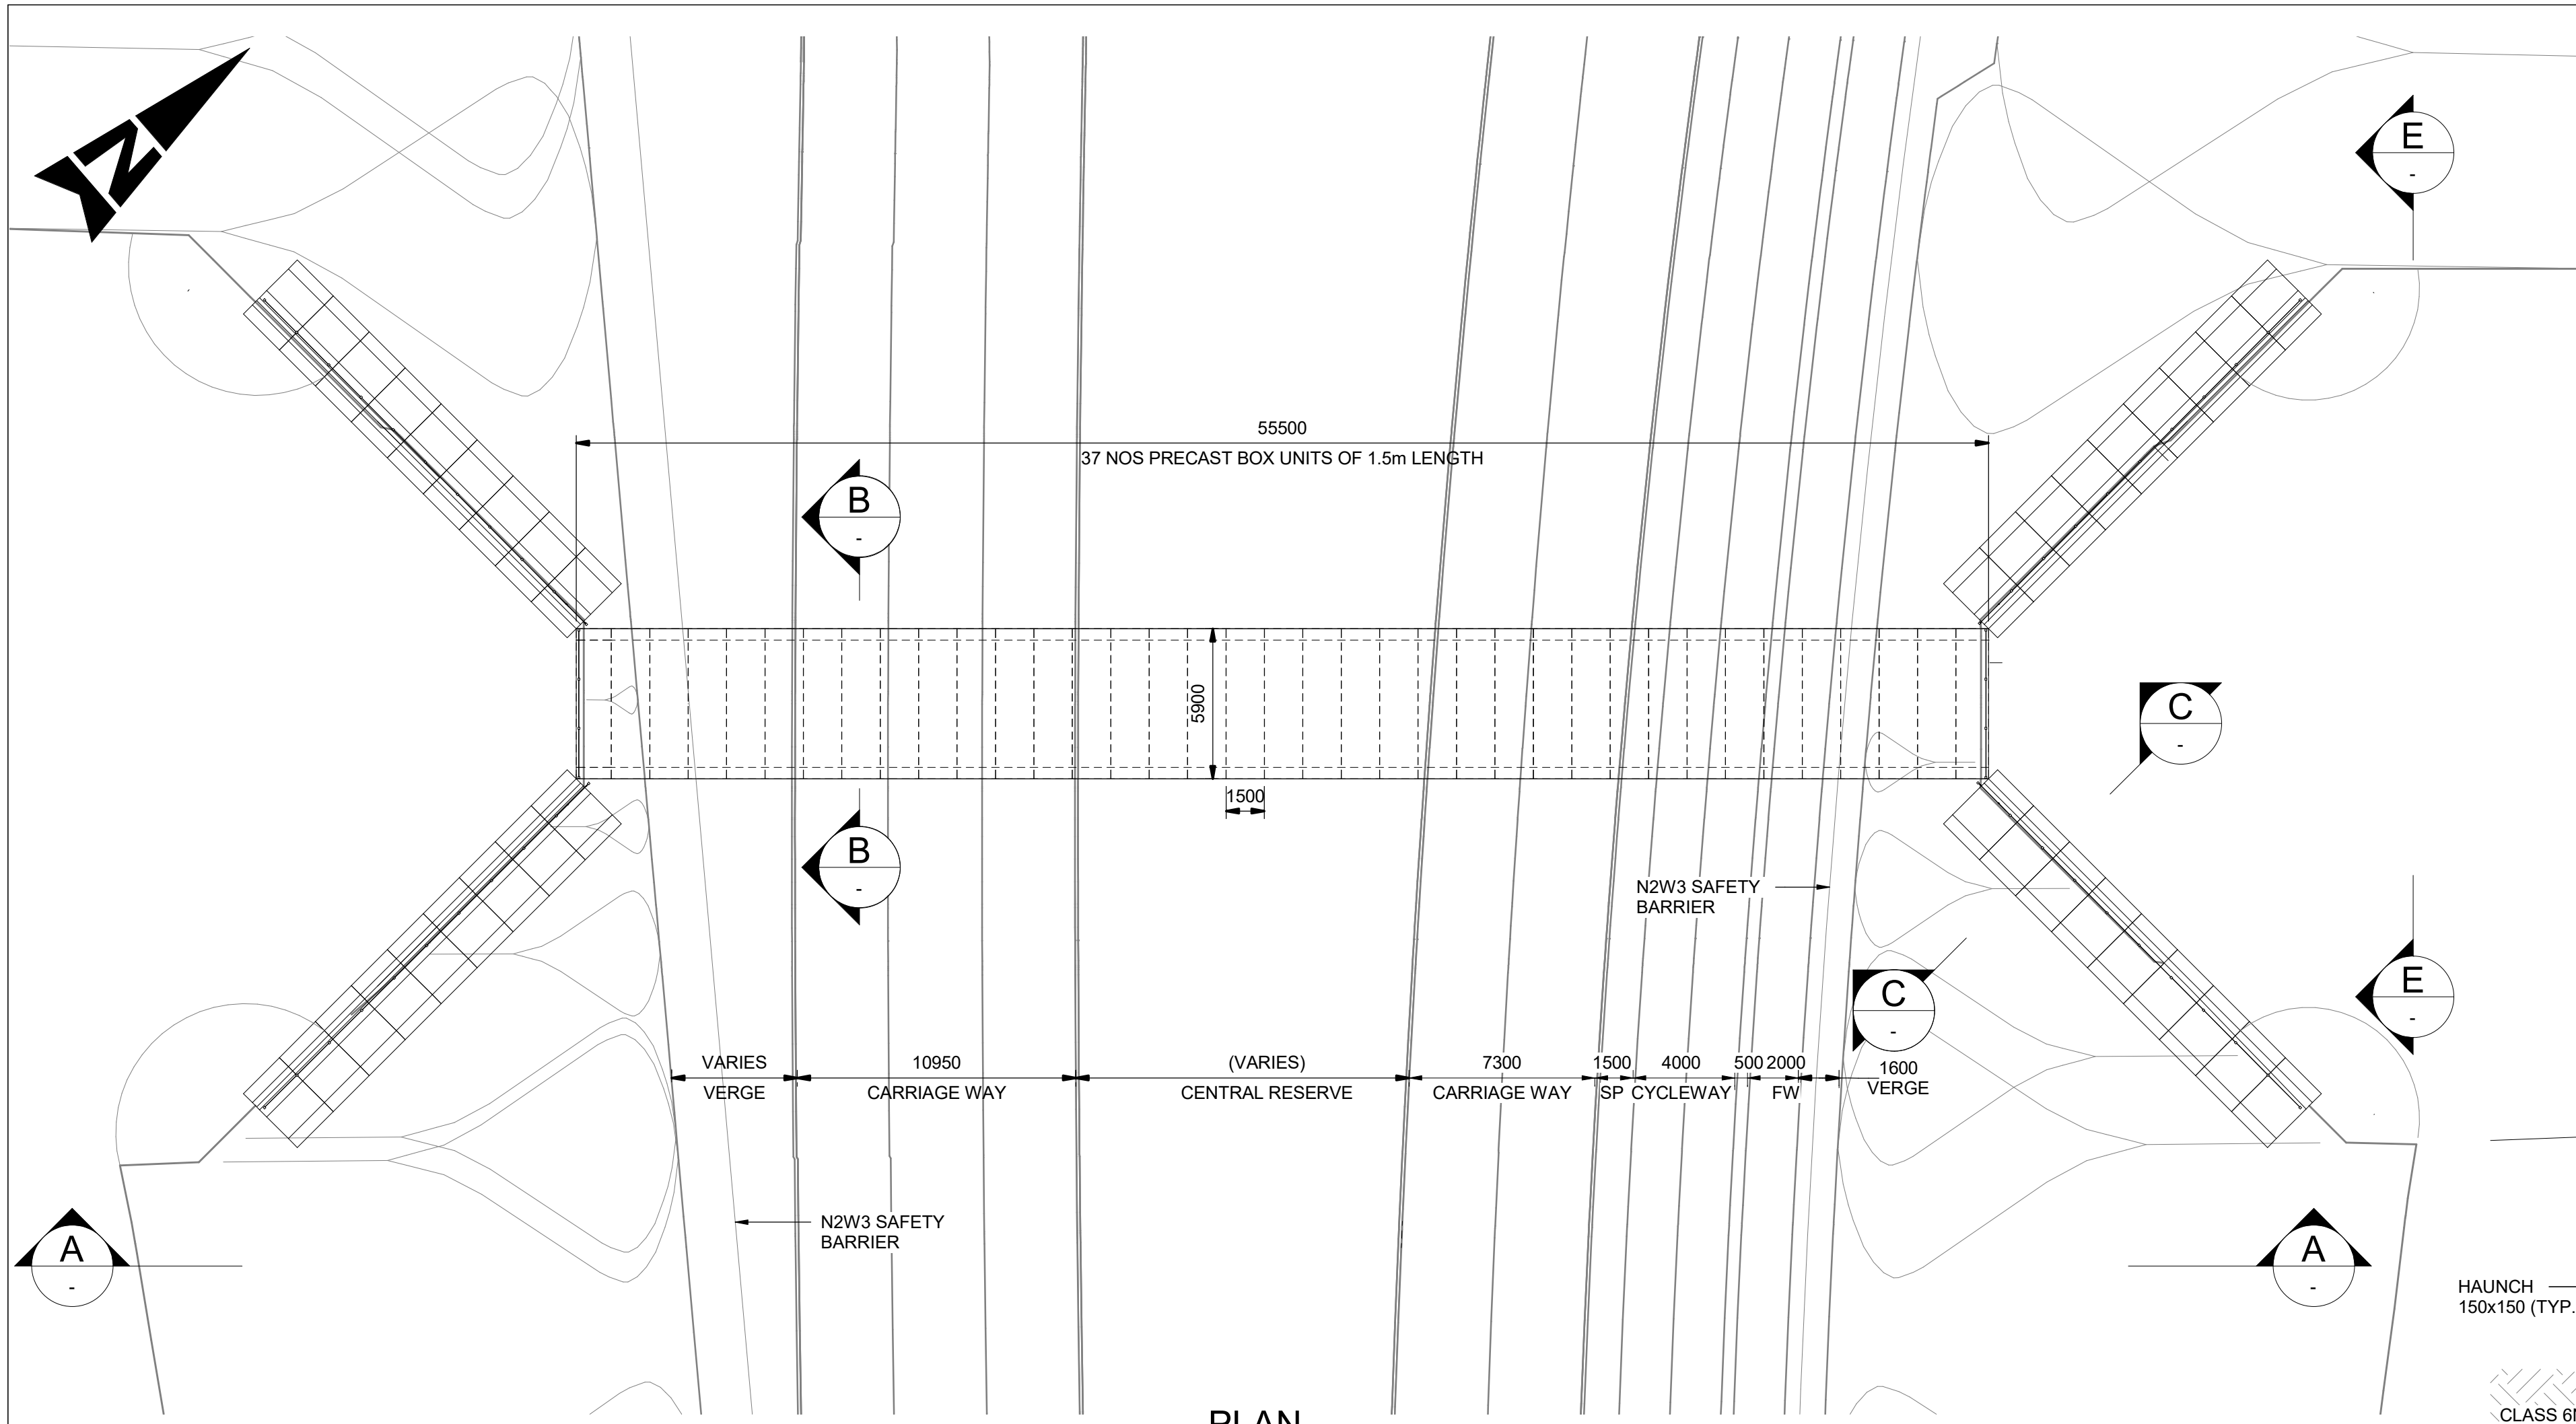 N
E
-
55500
37 NOS PRECAST BOX UNITS OF 1.5m LENGTH
B
-
5900
C
-
1500
B
-
N2W3 SAFETY
BARRIER
E
-
C
-
VARIES
VERGE
10950
CARRIAGE WAY
(VARIES)
CENTRAL RESERVE
7300
CARRIAGE WAY
1500
SP
4000
CYCLEWAY
500
2000
FW
1600
VERGE
N2W3 SAFETY
BARRIER
A
-
A
-
HAUNCH
150x150 (TYP.
PLAN
CLASS